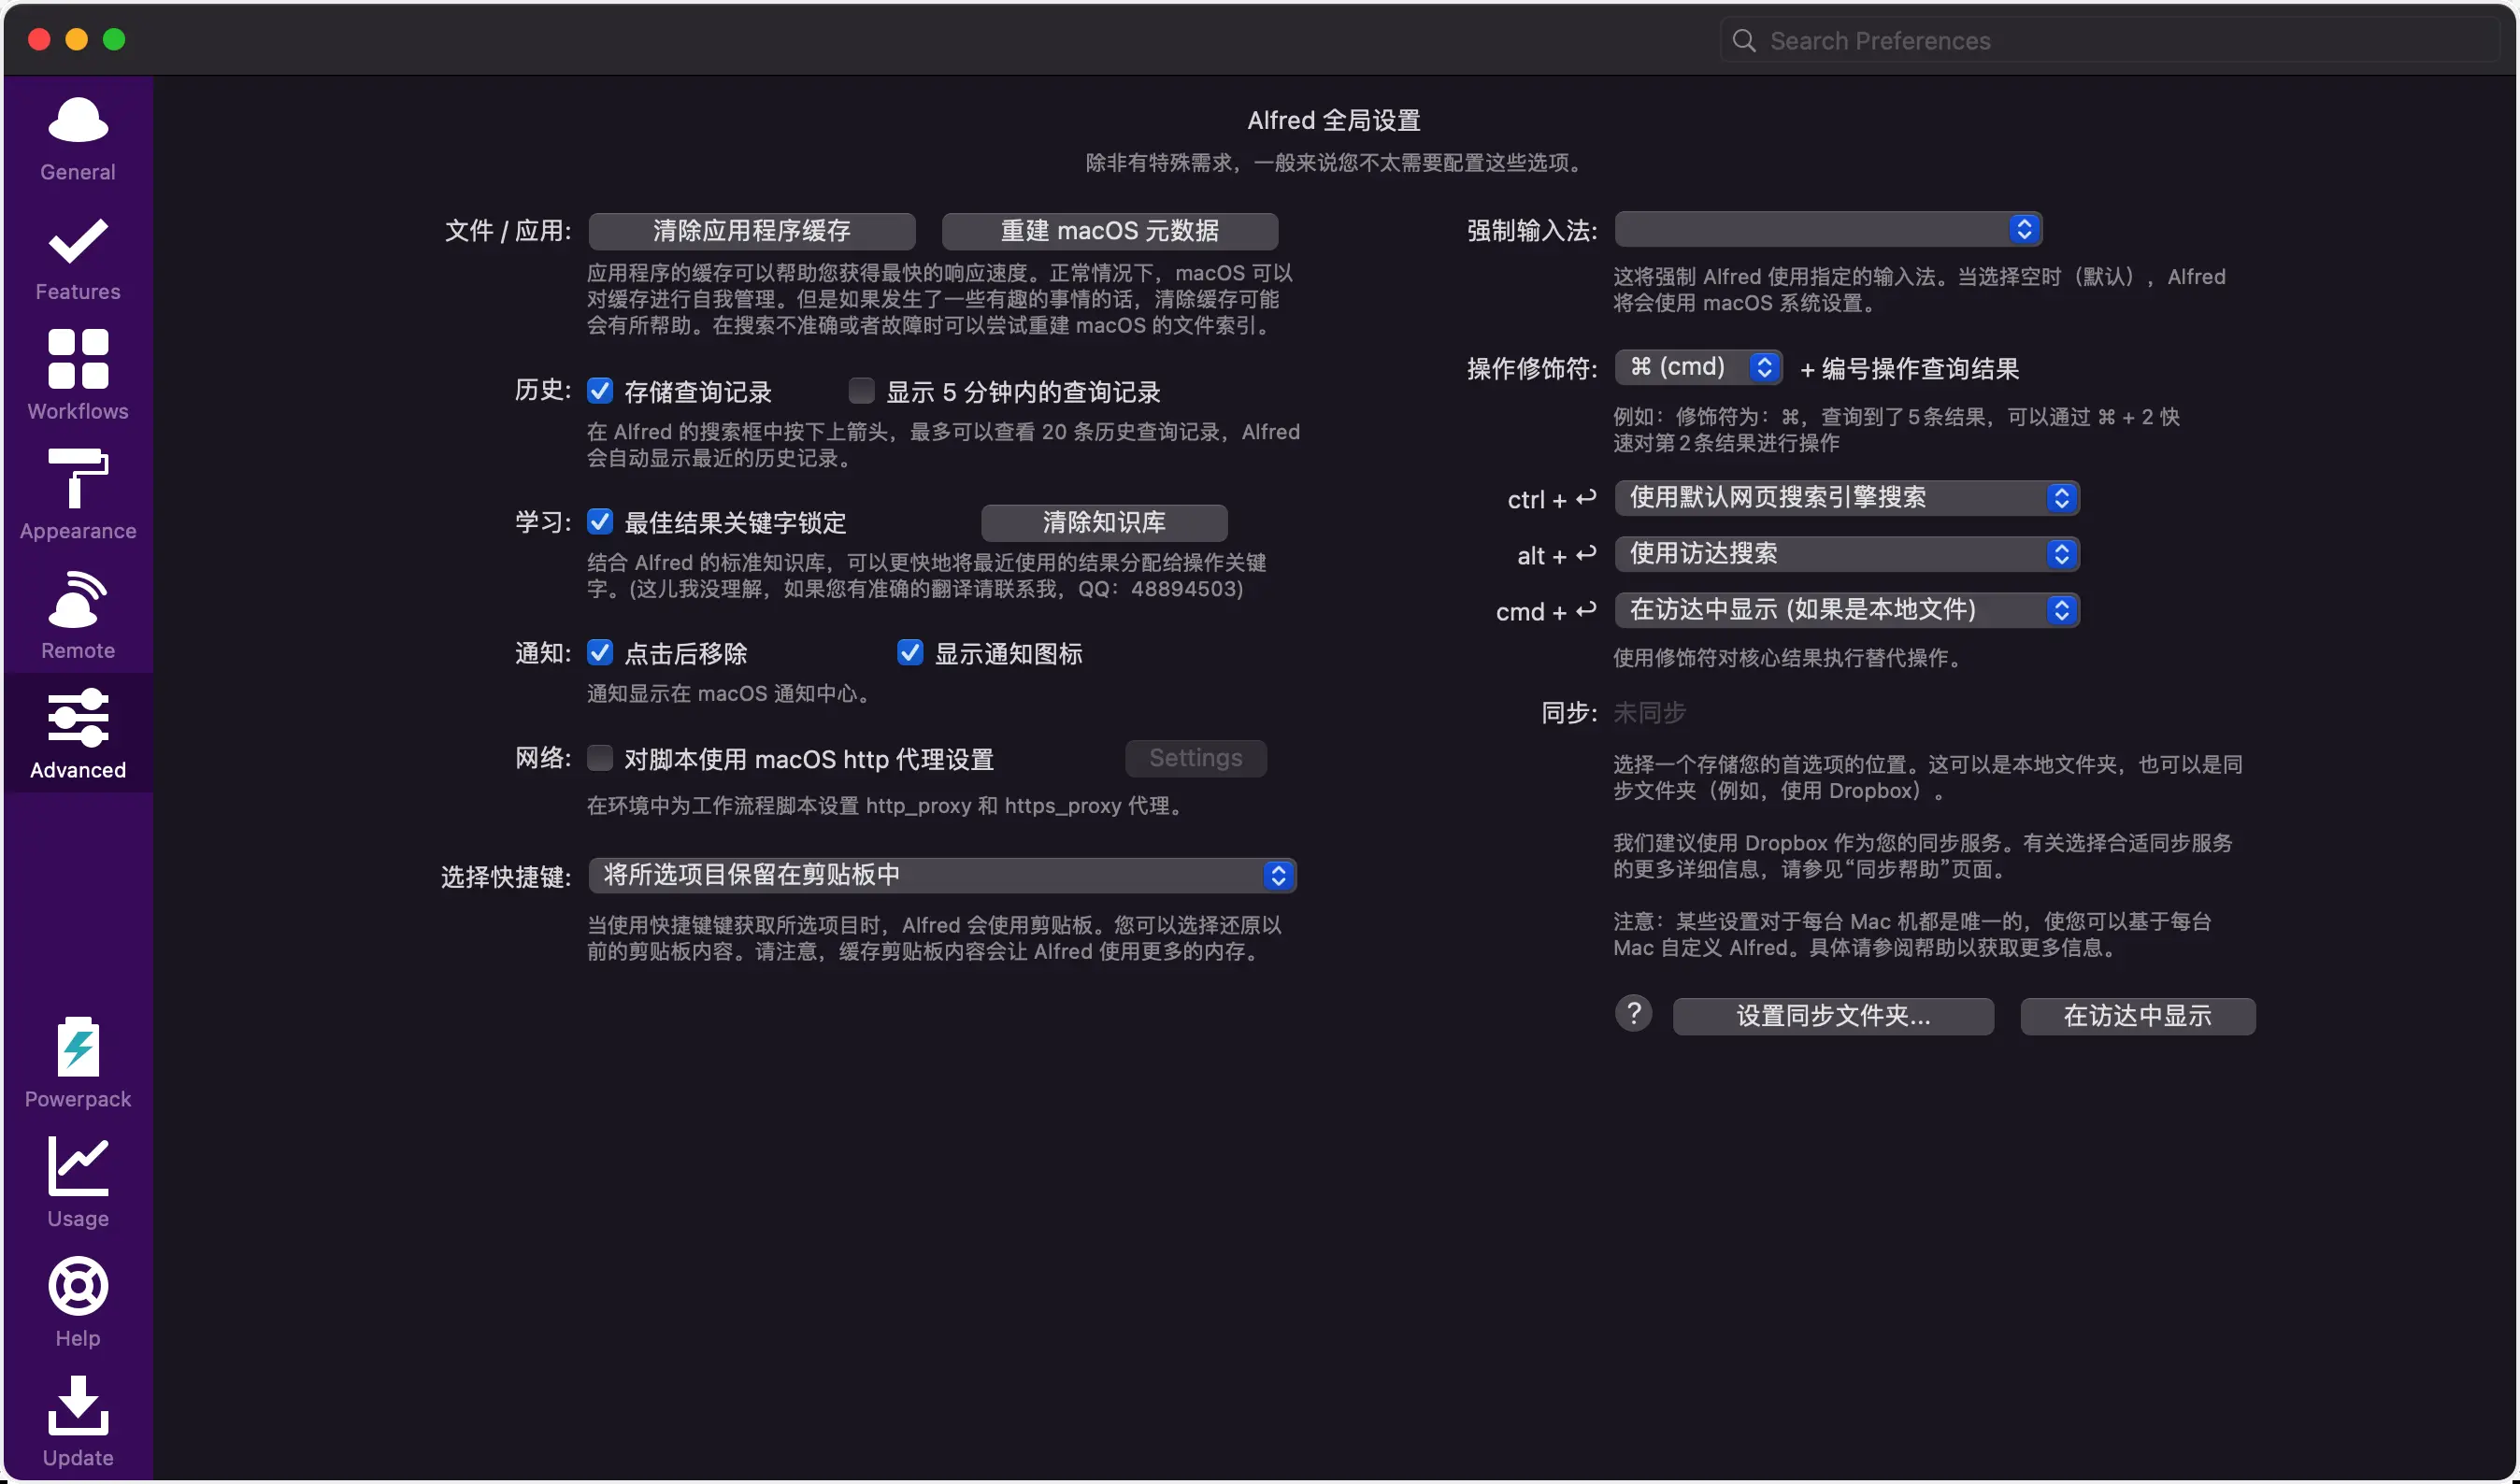 Search Preferences
General
Features
Workflows
Appearance
Remote
Advanced
Powerpack
Usage
Help
Update
Alfred 全局设置
除非有特殊需求，一般来说您不太需要配置这些选项。
文件 / 应用:
清除应用程序缓存
重建 macOS 元数据
应用程序的缓存可以帮助您获得最快的响应速度。正常情况下，macOS 可以
对缓存进行自我管理。但是如果发生了一些有趣的事情的话，清除缓存可能
会有所帮助。在搜索不准确或者故障时可以尝试重建 macOS 的文件索引。
历史:
存储查询记录
显示 5 分钟内的查询记录
在 Alfred 的搜索框中按下上箭头，最多可以查看 20 条历史查询记录，Alfred
会自动显示最近的历史记录。
学习:
最佳结果关键字锁定
清除知识库
结合 Alfred 的标准知识库，可以更快地将最近使用的结果分配给操作关键
字。(这儿我没理解，如果您有准确的翻译请联系我，QQ：48894503)
通知:
点击后移除
显示通知图标
通知显示在 macOS 通知中心。
网络:
对脚本使用 macOS http 代理设置
Settings
在环境中为工作流程脚本设置 http_proxy 和 https_proxy 代理。
选择快捷键:
将所选项目保留在剪贴板中
当使用快捷键键获取所选项目时，Alfred 会使用剪贴板。您可以选择还原以
前的剪贴板内容。请注意，缓存剪贴板内容会让 Alfred 使用更多的内存。
强制输入法:
这将强制 Alfred 使用指定的输入法。当选择空时（默认），Alfred
将会使用 macOS 系统设置。
操作修饰符:
⌘ (cmd)
+ 编号操作查询结果
例如：修饰符为：⌘，查询到了5条结果，可以通过 ⌘ + 2 快
速对第2条结果进行操作
ctrl + ↩
使用默认网页搜索引擎搜索
alt + ↩
使用访达搜索
cmd + ↩
在访达中显示 (如果是本地文件)
使用修饰符对核心结果执行替代操作。
同步:
未同步
选择一个存储您的首选项的位置。这可以是本地文件夹，也可以是同
步文件夹（例如，使用 Dropbox）。
我们建议使用 Dropbox 作为您的同步服务。有关选择合适同步服务
的更多详细信息，请参见“同步帮助”页面。
注意：某些设置对于每台 Mac 机都是唯一的，使您可以基于每台
Mac 自定义 Alfred。具体请参阅帮助以获取更多信息。
?
设置同步文件夹...
在访达中显示